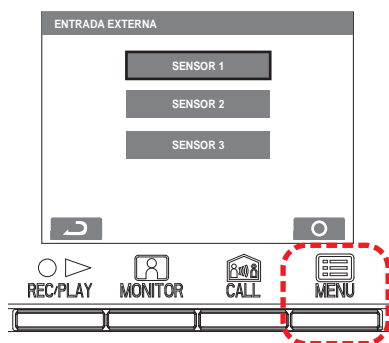 ENTRADA EXTERNA
SENSOR 1
SENSOR 2
SENSOR 3
REC/PLAY MONITOR CALL MENU